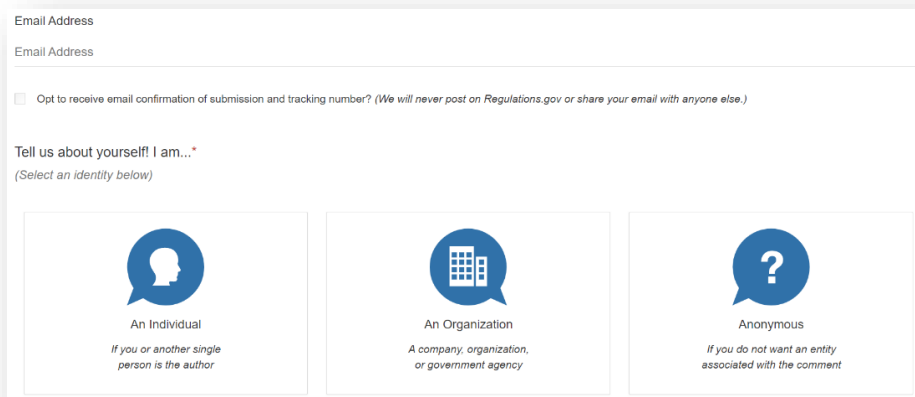 Email Address
Email Address
Opt to receive email confirmation of submission and tracking number? (We will never post on Regulations.gov or share your email with anyone else.)
Tell us about yourself! I am...*
(Select an identity below)
An Individual
If you or another single
person is the author
An Organization
A company, organization,
or government agency
?
Anonymous
If you do not want an entity
associated with the comment